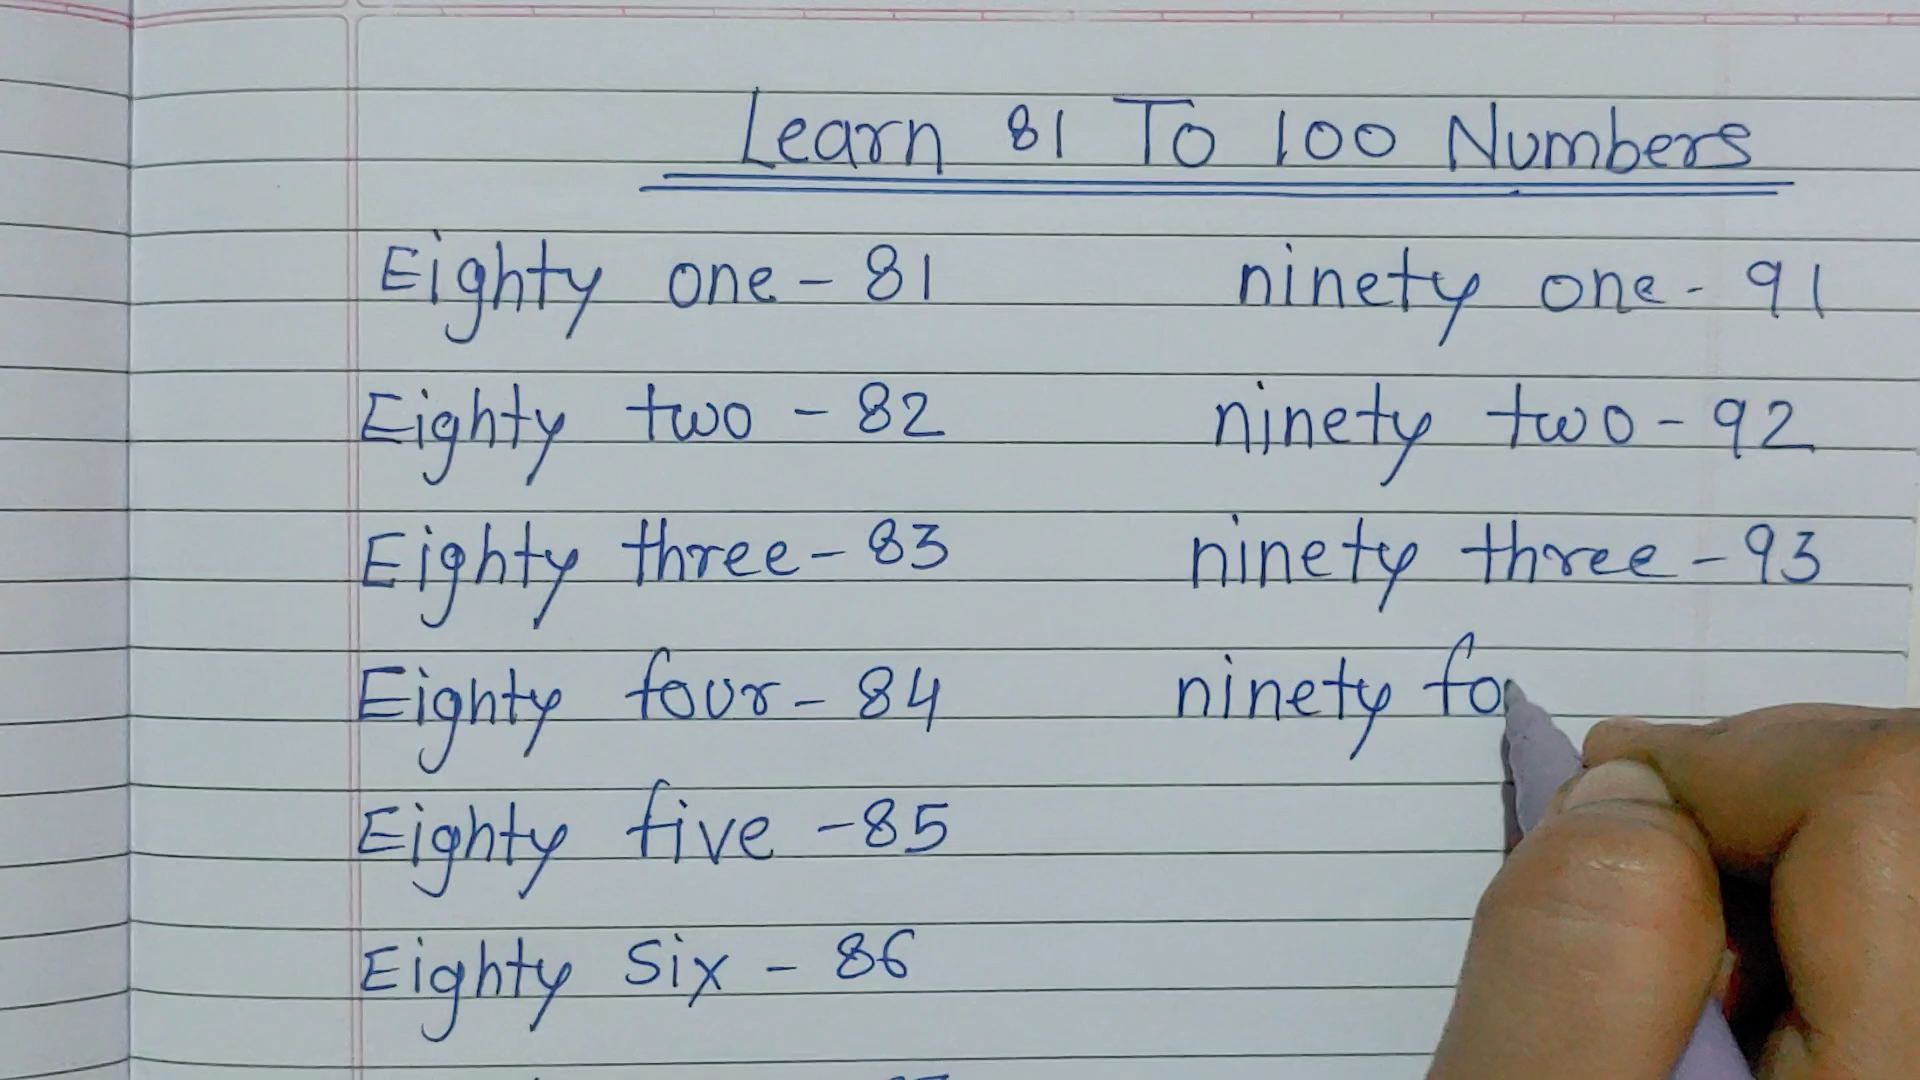 Learn 81 To 100 Numbers
Eighty one - 81
Eighty two - 82
Eighty three - 83
Eighty four - 84
Eighty five - 85
Eighty Six - 86
ninety one - 91
ninety two - 92
ninety three - 93
ninety fo